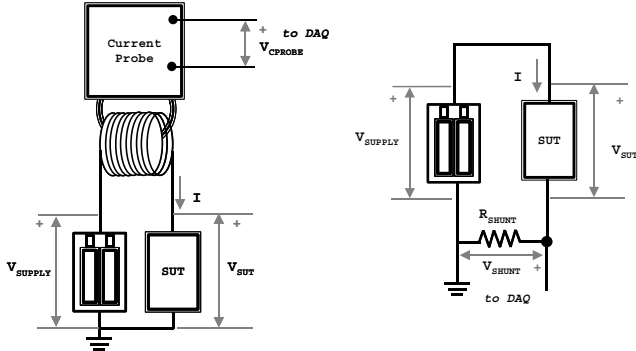 Current
Probe
+
to DAQ
V_CPROBE
I
+
+
V_SUPPLY
SUT
V_SUT
I
+
+
V_SUPPLY
SUT
V_SUT
R_SHUNT
V_SHUNT +
to DAQ